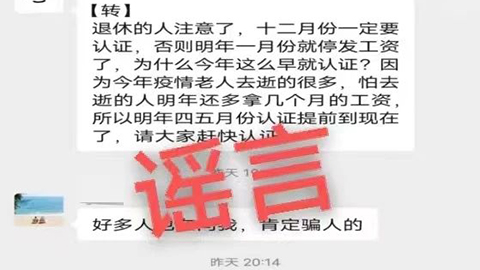 【转】
退休的人注意了，十二月份一定要
认证，否则明年一月份就停发工资
了，为什么今年这么早就认证？因
为今年疫情老人去逝的很多，怕去
逝的人明年还多拿几个月的工资，
所以明年四五月份认证提前到现在
了，请大家赶快认证
谣言
昨天 19
好多人也 问我，肯定骗人的
昨天 20:14